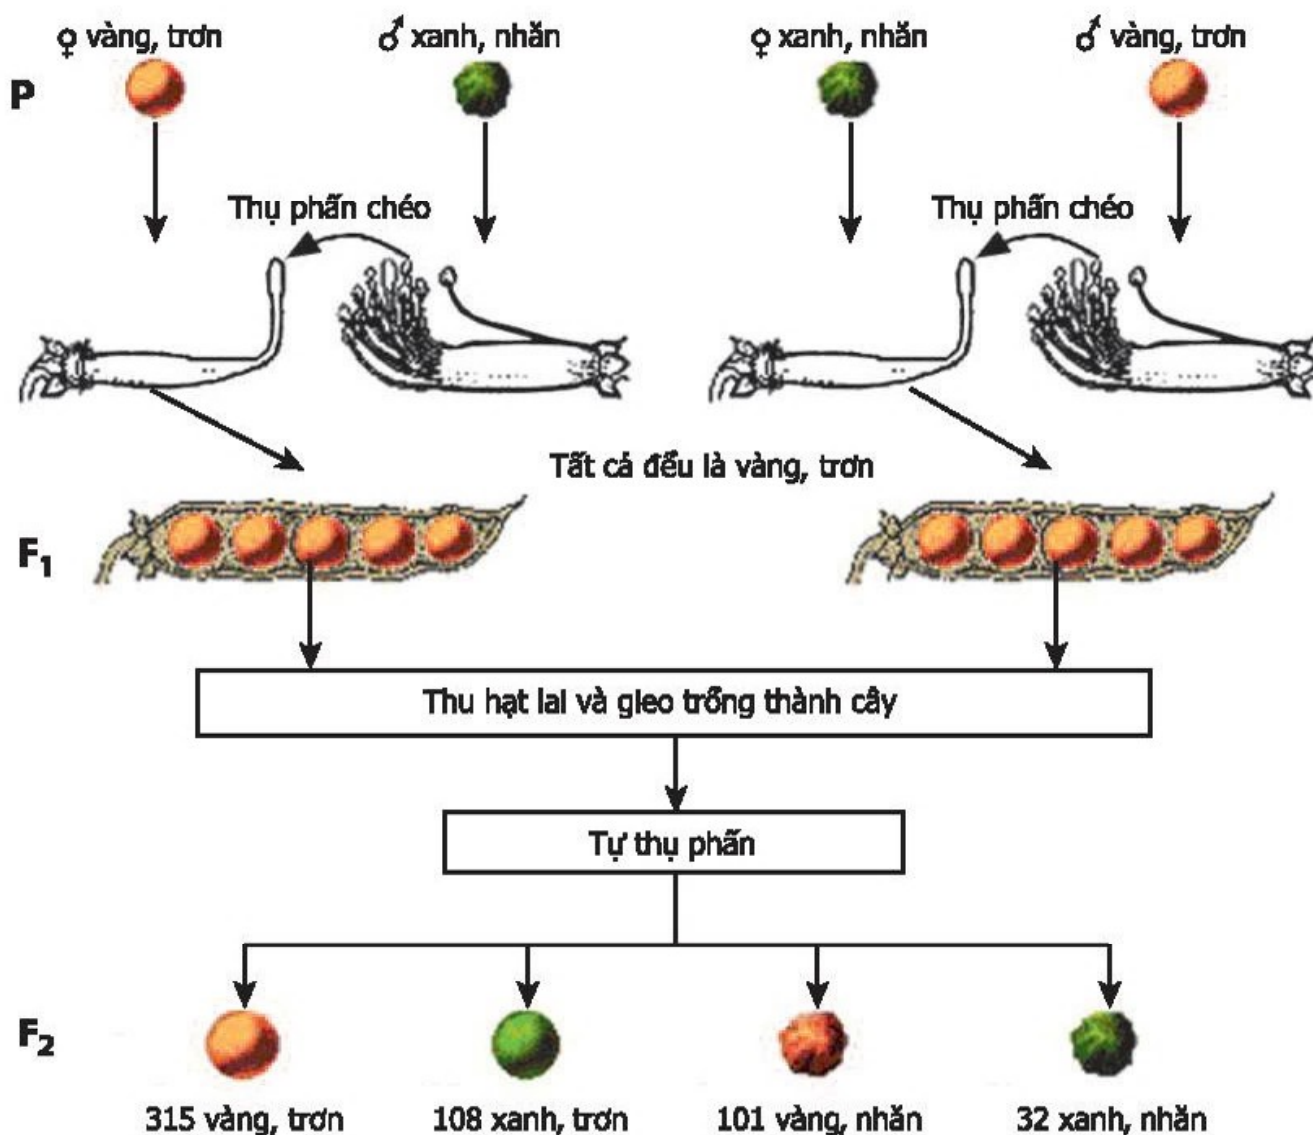 ♀ vàng, trơn
♂ xanh, nhăn
♀ xanh, nhăn
♂ vàng, trơn
P
Thụ phấn chéo
Thụ phấn chéo
Tất cả đều là vàng, trơn
F₁
Thu hạt lai và gieo trồng thành cây
Tự thụ phấn
F₂
315 vàng, trơn
108 xanh, trơn
101 vàng, nhăn
32 xanh, nhăn